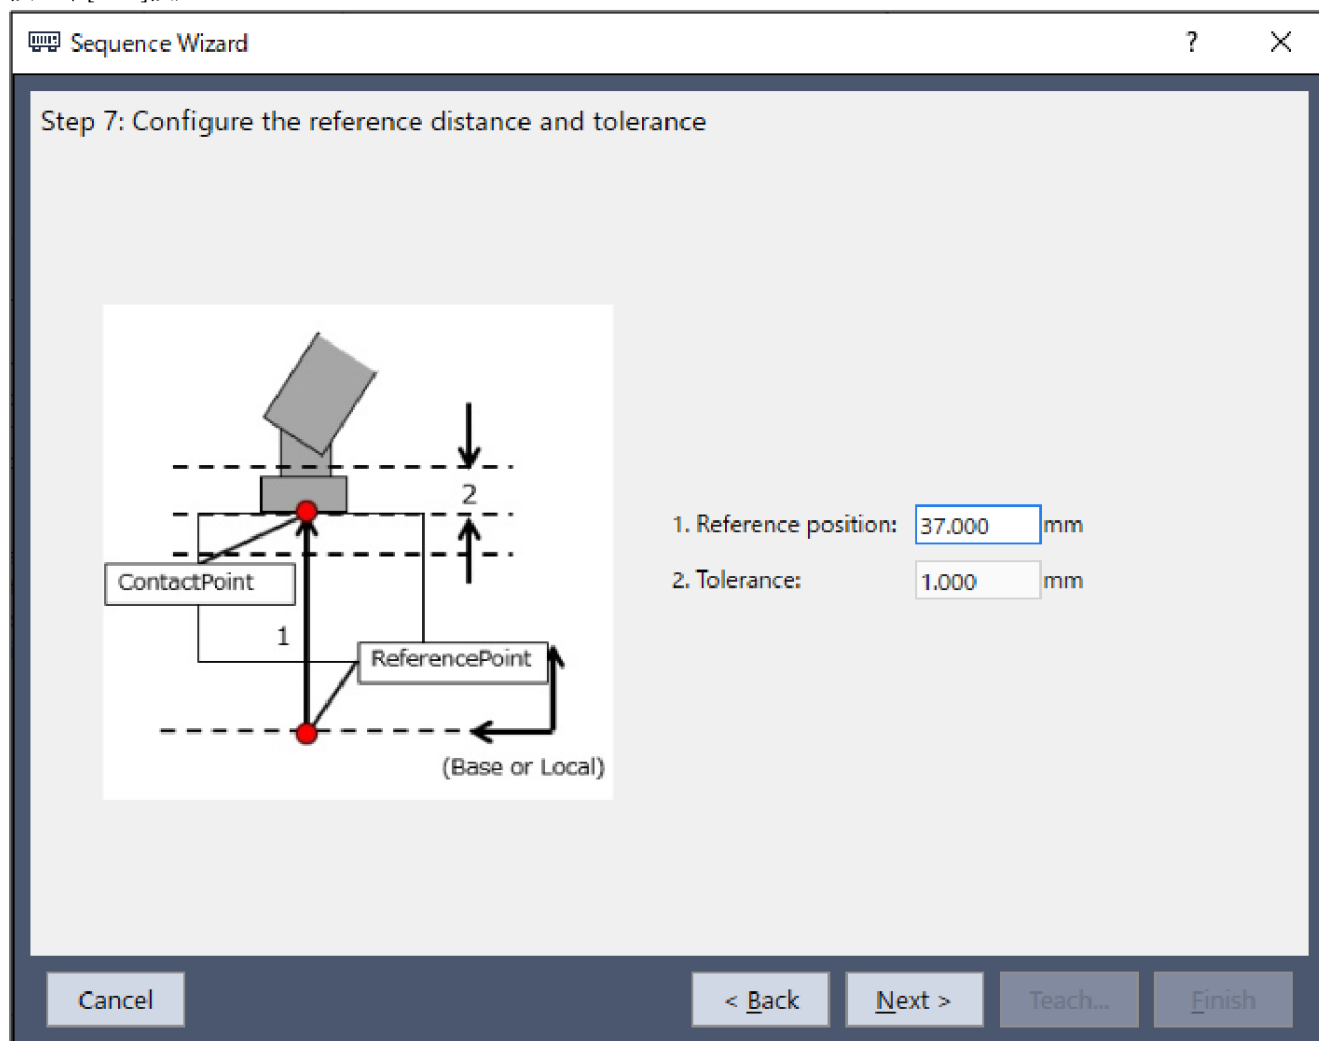 Sequence Wizard ?
Step 7: Configure the reference distance and tolerance
2
1. Reference position: 37.000 mm
ContactPoint
2. Tolerance: 1.000 mm
1
ReferencePoint
(Base or Local)
Cancel < Back Next > Teach... Finish